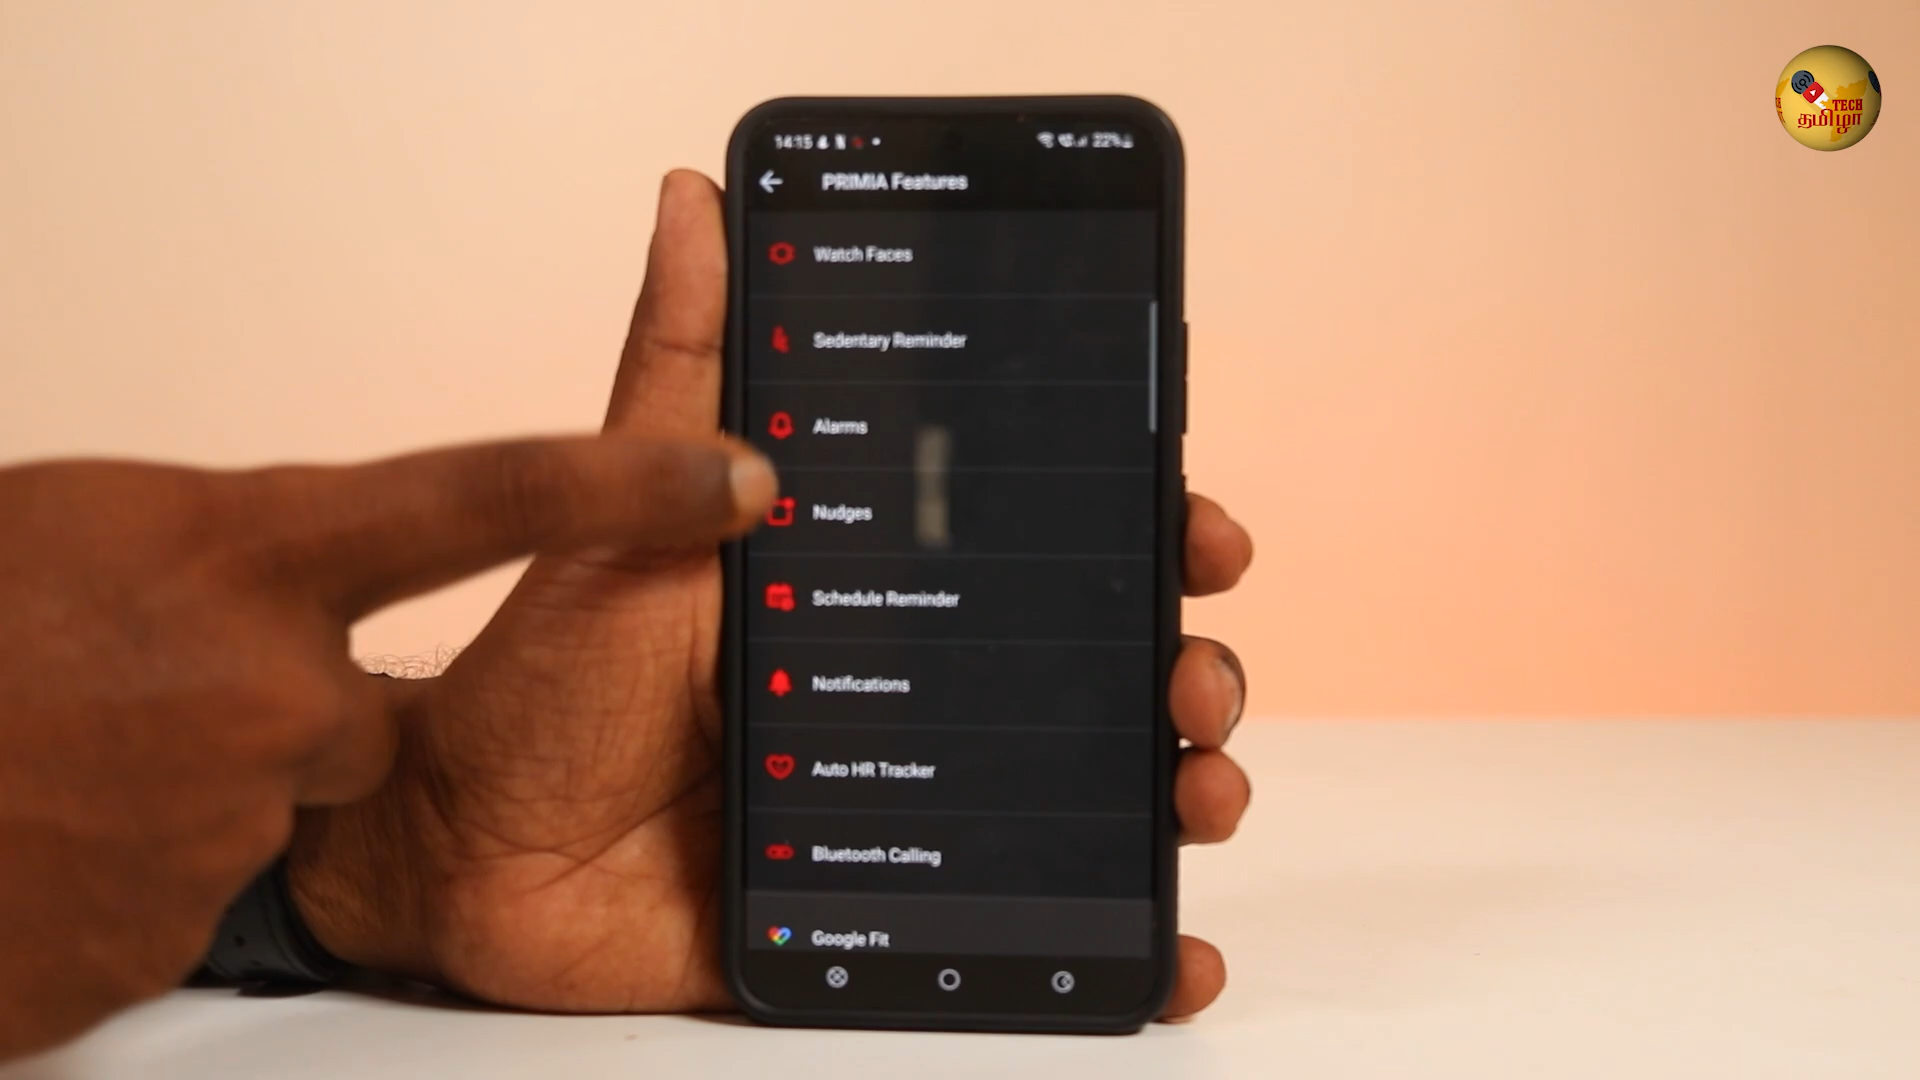 14:15
22%
PRIMIA Features
Watch Faces
Sedentary Reminder
Alarms
Nudges
Schedule Reminder
Notifications
Auto HR Tracker
Bluetooth Calling
Google Fit
TECH
தமிழா